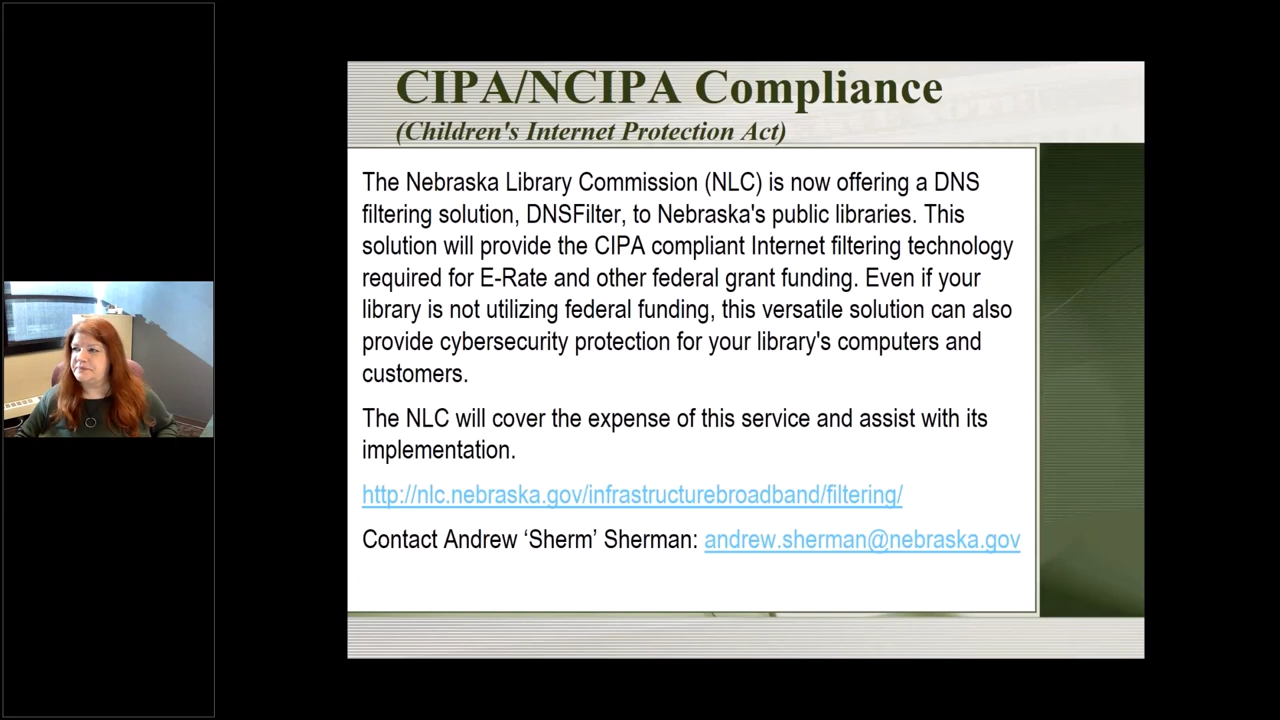 CIPA/NCIPA Compliance
(Children's Internet Protection Act)
The Nebraska Library Commission (NLC) is now offering a DNS
filtering solution, DNSFilter, to Nebraska's public libraries. This
solution will provide the CIPA compliant Internet filtering technology
required for E-Rate and other federal grant funding. Even if your
library is not utilizing federal funding, this versatile solution can also
provide cybersecurity protection for your library's computers and
customers.
The NLC will cover the expense of this service and assist with its
implementation.
http://nlc.nebraska.gov/infrastructurebroadband/filtering/
Contact Andrew ‘Sherm’ Sherman: andrew.sherman@nebraska.gov